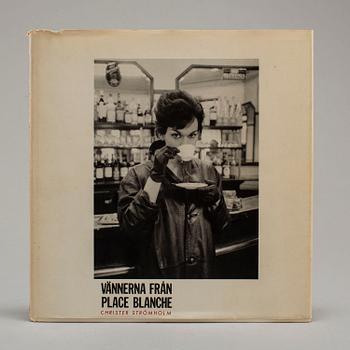 VÄNNERNA FRÅN
PLACE BLANCHE
CHRISTER STRÖMHOLM